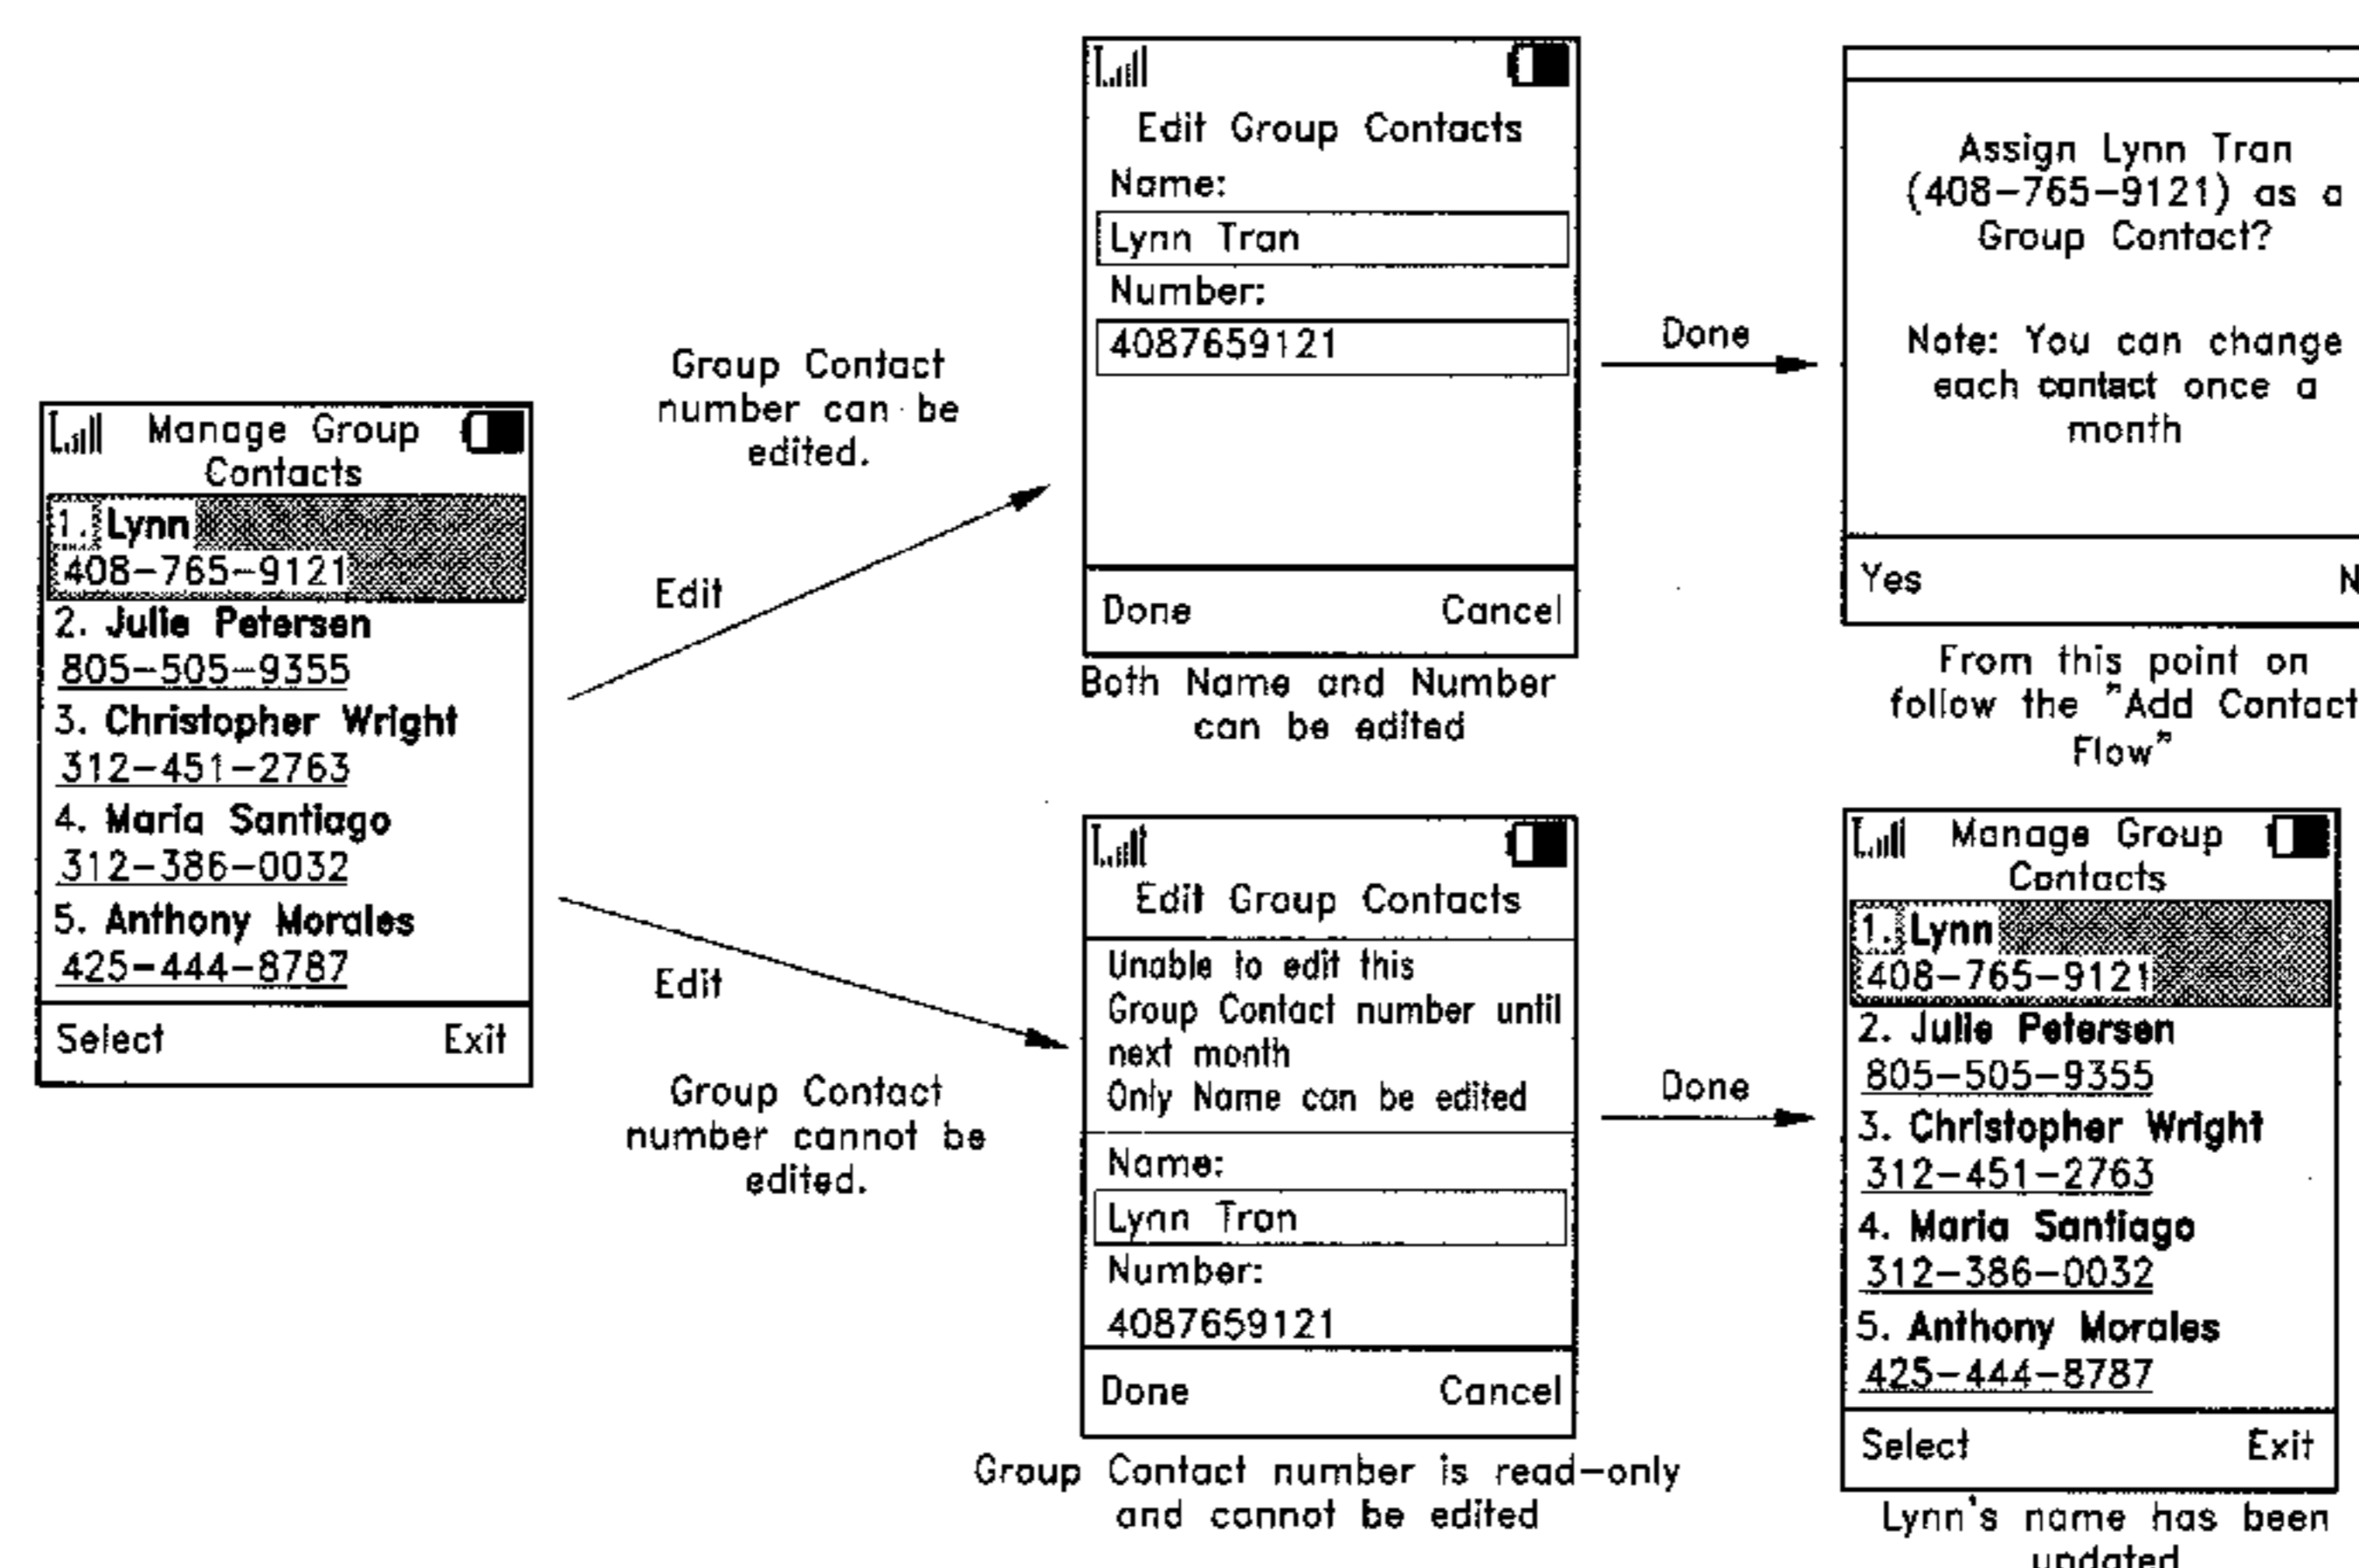 Manage Group
Contacts
1. Lynn
408-765-9121
2. Julie Petersen
805-505-9355
3. Christopher Wright
312-451-2763
4. Maria Santiago
312-386-0032
5. Anthony Morales
425-444-8787
Select Exit
Group Contact
number can be
edited.
Edit
Edit
Group Contact
number cannot be
edited.
Edit Group Contacts
Name:
Lynn Tran
Number:
4087659121
Done Cancel
Both Name and Number
can be edited
Done
Assign Lynn Tran
(408-765-9121) as a
Group Contact?
Note: You can change
each contact once a
month
Yes
From this point on
follow the "Add Contact
Flow"
Edit Group Contacts
Unable to edit this
Group Contact number until
next month
Only Name can be edited
Name:
Lynn Tran
Number:
4087659121
Done Cancel
Group Contact number is read-only
and cannot be edited
Done
Manage Group
Contacts
1. Lynn
408-765-9121
2. Julie Petersen
805-505-9355
3. Christopher Wright
312-451-2763
4. Maria Santiago
312-386-0032
5. Anthony Morales
425-444-8787
Select Exit
Lynn's name has been
updated